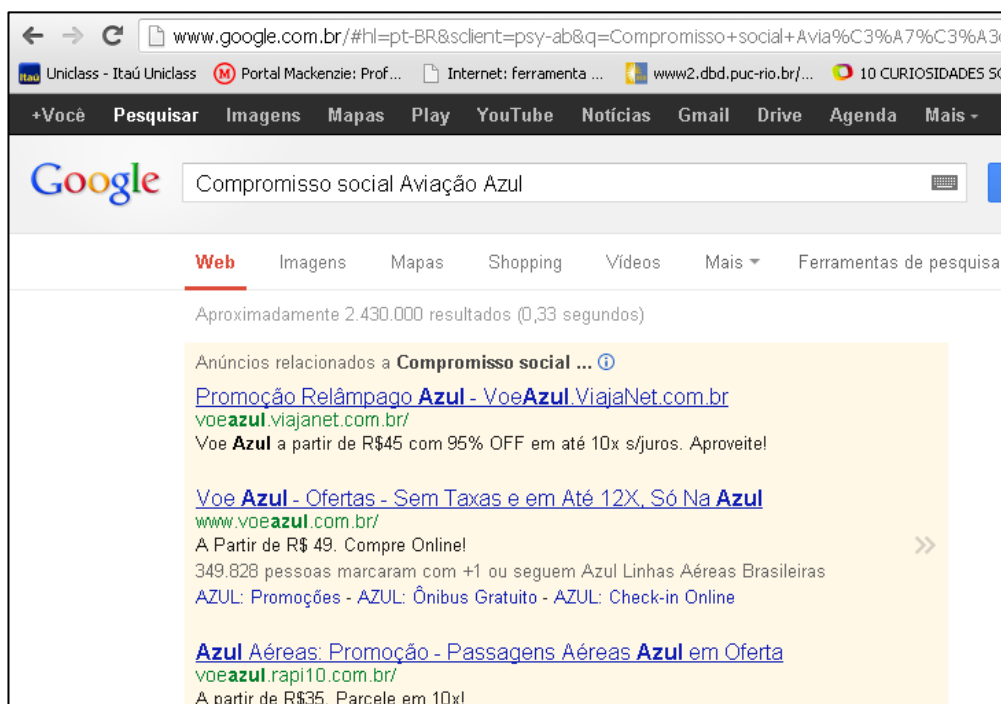 www.google.com.br/#hl=pt-BR&sclient=psy-ab&q=Compromisso+social+Avia%C3%A7%C3%A3
Itaú Uniclass - Itaú Uniclass M Portal Mackenzie: Prof... Internet: ferramenta ... www2.dbd.puc-rio.br/... 10 CURIOSIDADES
+Você Pesquisar Imagens Mapas Play YouTube Notícias Gmail Drive Agenda Mais
Google Compromisso social Aviação Azul
Web Imagens Mapas Shopping Vídeos Mais Ferramentas de pesquisa
Aproximadamente 2.430.000 resultados (0,33 segundos)
Anúncios relacionados a Compromisso social ...
Promoção Relâmpago Azul - VoeAzul.ViajaNet.com.br
voeazul.viajanet.com.br/
Voe Azul a partir de R$45 com 95% OFF em até 10x s/juros. Aproveite!
Voe Azul - Ofertas - Sem Taxas e em Até 12X, Só Na Azul
www.voeazul.com.br/
A Partir de R$ 49. Compre Online!
349.828 pessoas marcaram com +1 ou seguem Azul Linhas Aéreas Brasileiras
AZUL: Promoções - AZUL: Ônibus Gratuito - AZUL: Check-in Online
Azul Aéreas: Promoção - Passagens Aéreas Azul em Oferta
voeazul.rapi10.com.br/
A partir de R$35. Parcele em 10x!